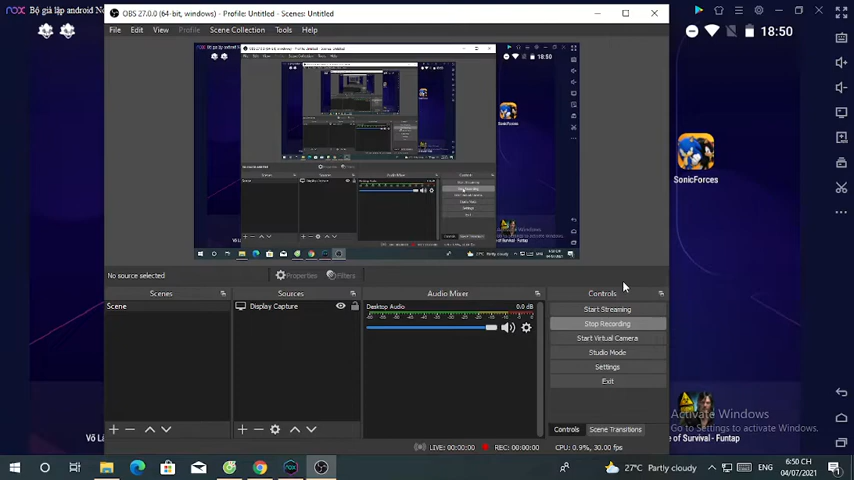 nox Bộ giả lập android No
OBS 27.0.0 (64-bit, windows) - Profile: Untitled - Scenes: Untitled
File Edit View Profile Scene Collection Tools Help
18:50
SonicForces
No source selected
Properties Filters
Scenes
Scene
Sources
Display Capture
Audio Mixer
Desktop Audio 0.0 dB
Controls
Start Streaming
Stop Recording
Start Virtual Camera
Studio Mode
Settings
Exit
Controls Scene Transitions
LIVE: 00:00:00 REC: 00:00:00 CPU: 0.9%, 30.00 fps
Võ L
e of Survival - Funtap
Activate Windows
Go to Settings to activate Windows.
27°C Partly cloudy ENG 6:50 CH
04/07/2021